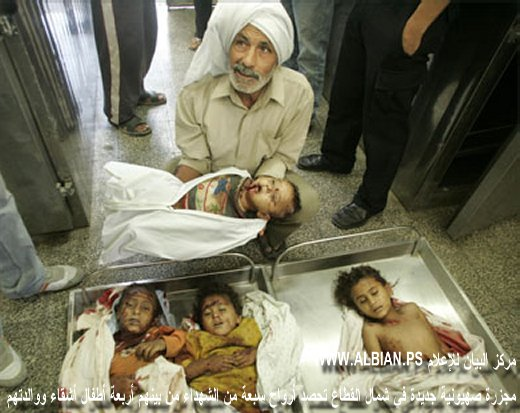 مركز البيان للإعلام WWW.ALBIAN.PS
مجزرة صهيونية جديدة في شمال القطاع تحصد أرواح سبعة من الشهداء من بينهم أربعة أطفال أشقاء ووالدتهم